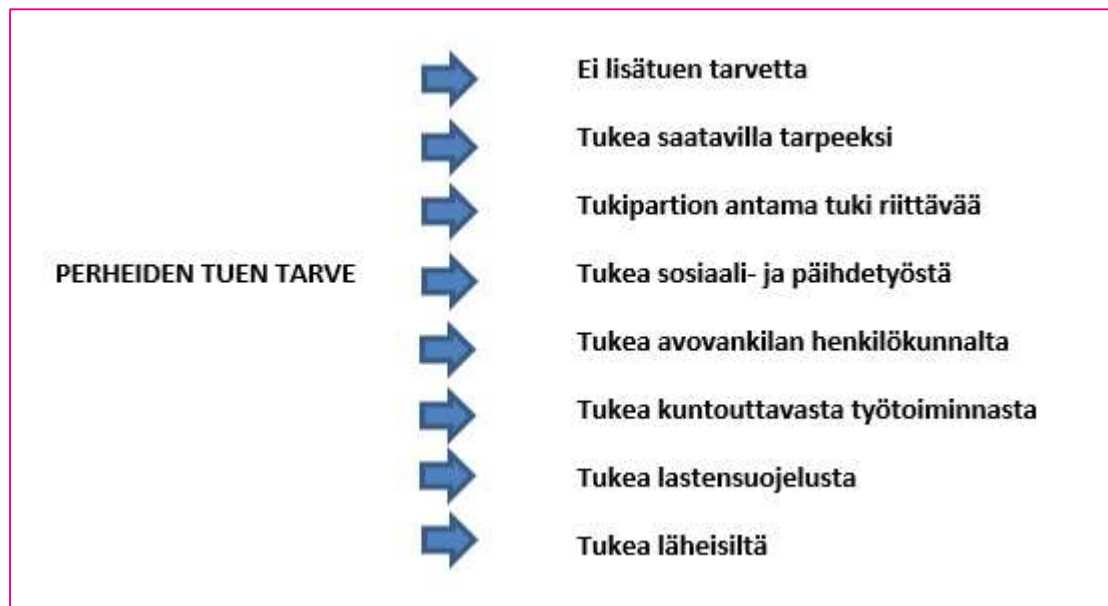 Ei lisätuen tarvetta
Tukea saatavilla tarpeeksi
Tukipartion antama tuki riittävää
PERHEIDEN TUEN TARVE
Tukea sosiaali- ja päihdetyöstä
Tukea avovankilan henkilökunnalta
Tukea kuntouttavasta työtoiminnasta
Tukea lastensuojelusta
Tukea läheisiltä